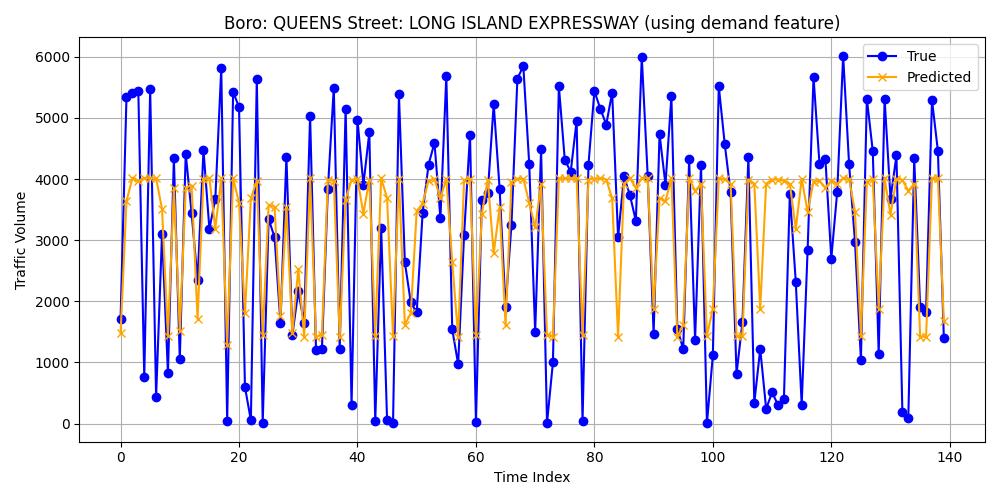 Boro: QUEENS Street: LONG ISLAND EXPRESSWAY (using demand feature)
True
Predicted
Traffic Volume
6000
5000
4000
3000
2000
1000
0
0 20 40 60 80 100 120 140
Time Index